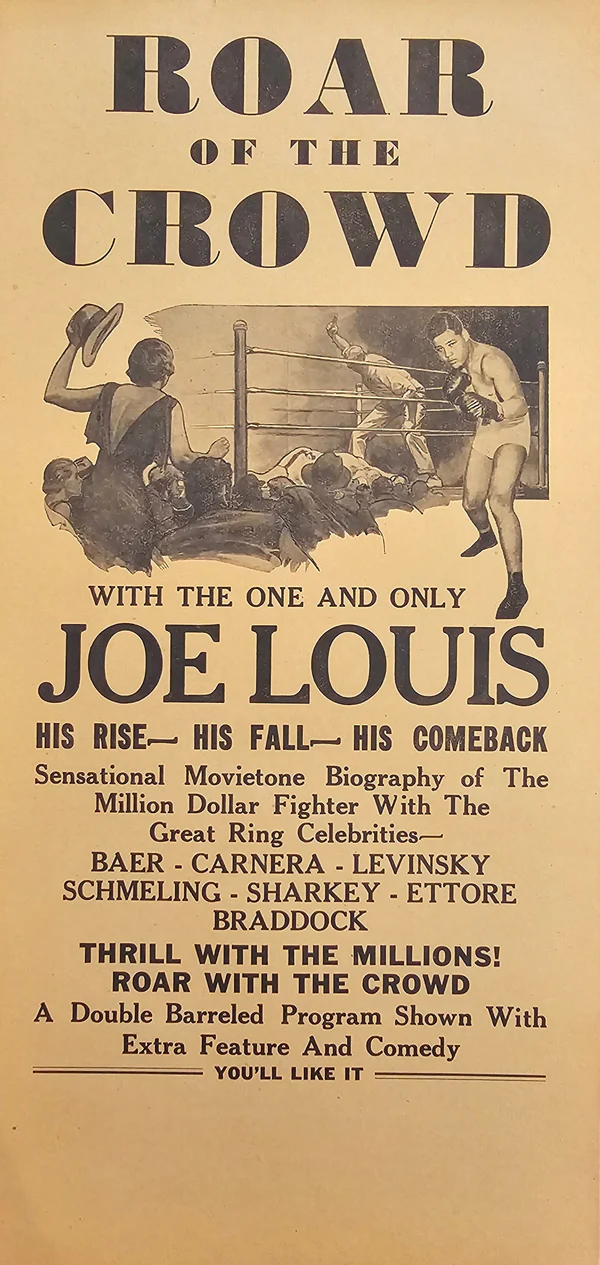 ROAR
OF THE
CROWD
WITH THE ONE AND ONLY
JOE LOUIS
HIS RISE— HIS FALL— HIS COMEBACK
Sensational Movietone Biography of The
Million Dollar Fighter With The
Great Ring Celebrities—
BAER - CARNERA - LEVINSKY
SCHMELING - SHARKEY - ETTORE
BRADDOCK
THRILL WITH THE MILLIONS!
ROAR WITH THE CROWD
A Double Barreled Program Shown With
Extra Feature And Comedy
YOU'LL LIKE IT